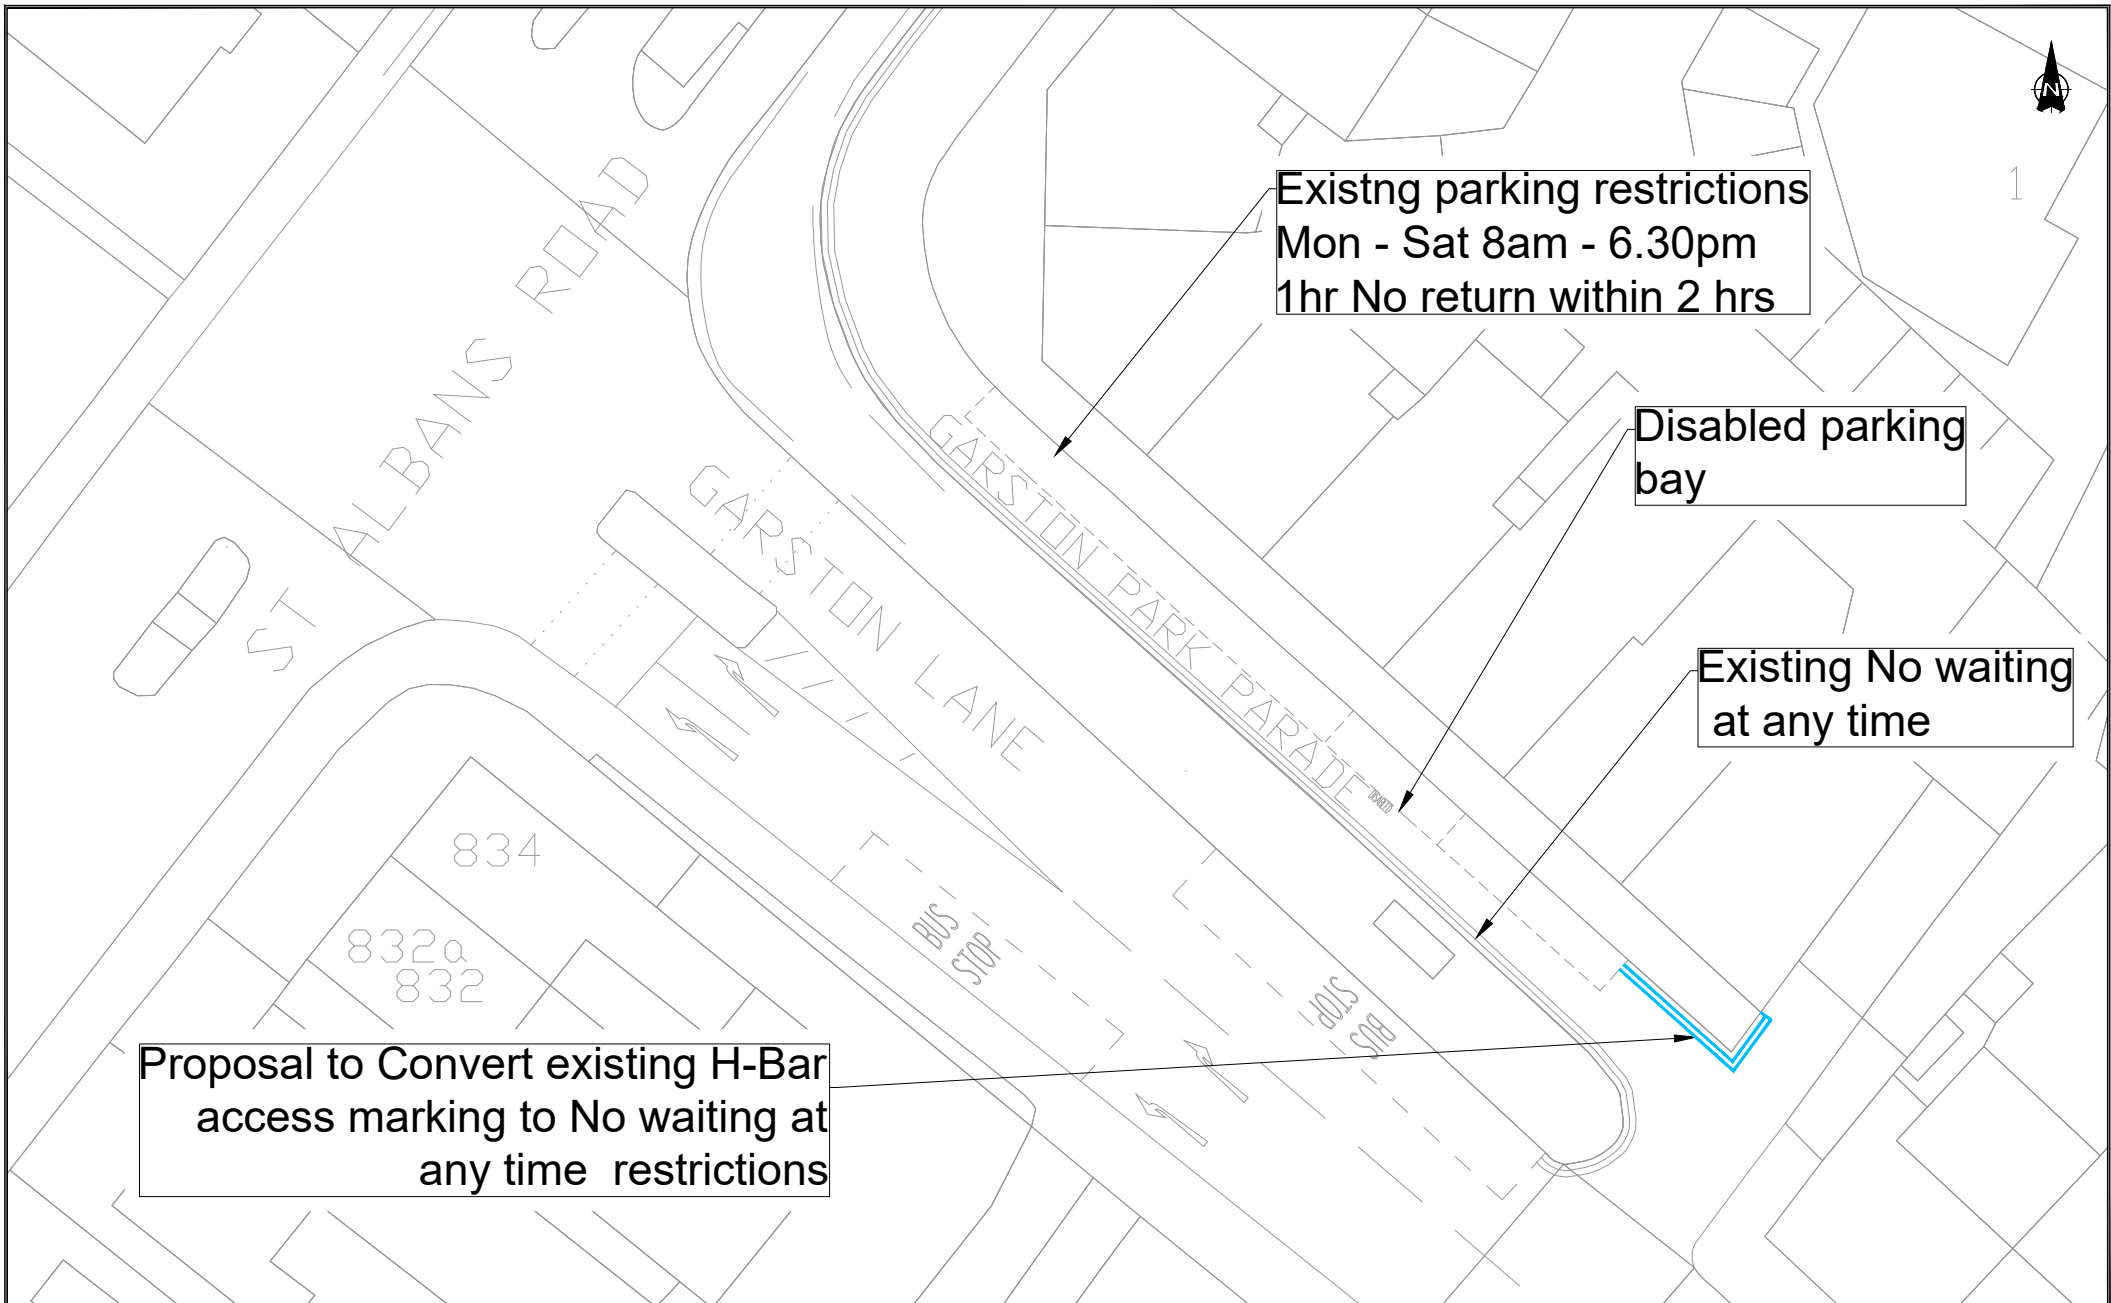 N
1
Existng parking restrictions
Mon - Sat 8am - 6.30pm
1hr No return within 2 hrs
Disabled parking
bay
Existing No waiting
at any time
ST ALBANS ROAD
GARSTON LANE
GARSTON PARK PARADE
DISABLED
834
832a
832
BUS
STOP
BUS
STOP
Proposal to Convert existing H-Bar
access marking to No waiting at
any time restrictions